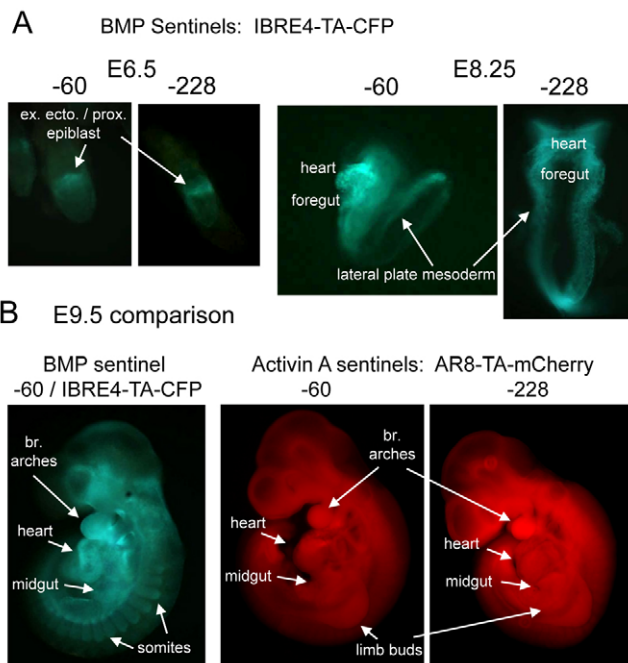 A BMP Sentinels: IBRE4-TA-CFP
E6.5 E8.25
-60 -228 -60 -228
ex. ecto. / prox.
epiblast
heart heart
foregut foregut
lateral plate mesoderm
B E9.5 comparison
BMP sentinel Activin A sentinels: AR8-TA-mCherry
-60 / IBRE4-TA-CFP -60 -228
br.
arches
br.
arches
heart heart heart
midgut midgut midgut
somites limb buds